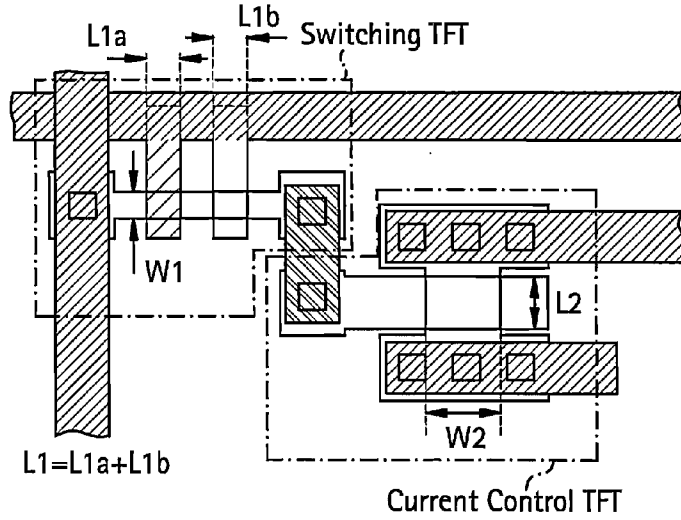 L1b
L1a
Switching TFT
W1
L2
W2
L1=L1a+L1b
Current Control TFT